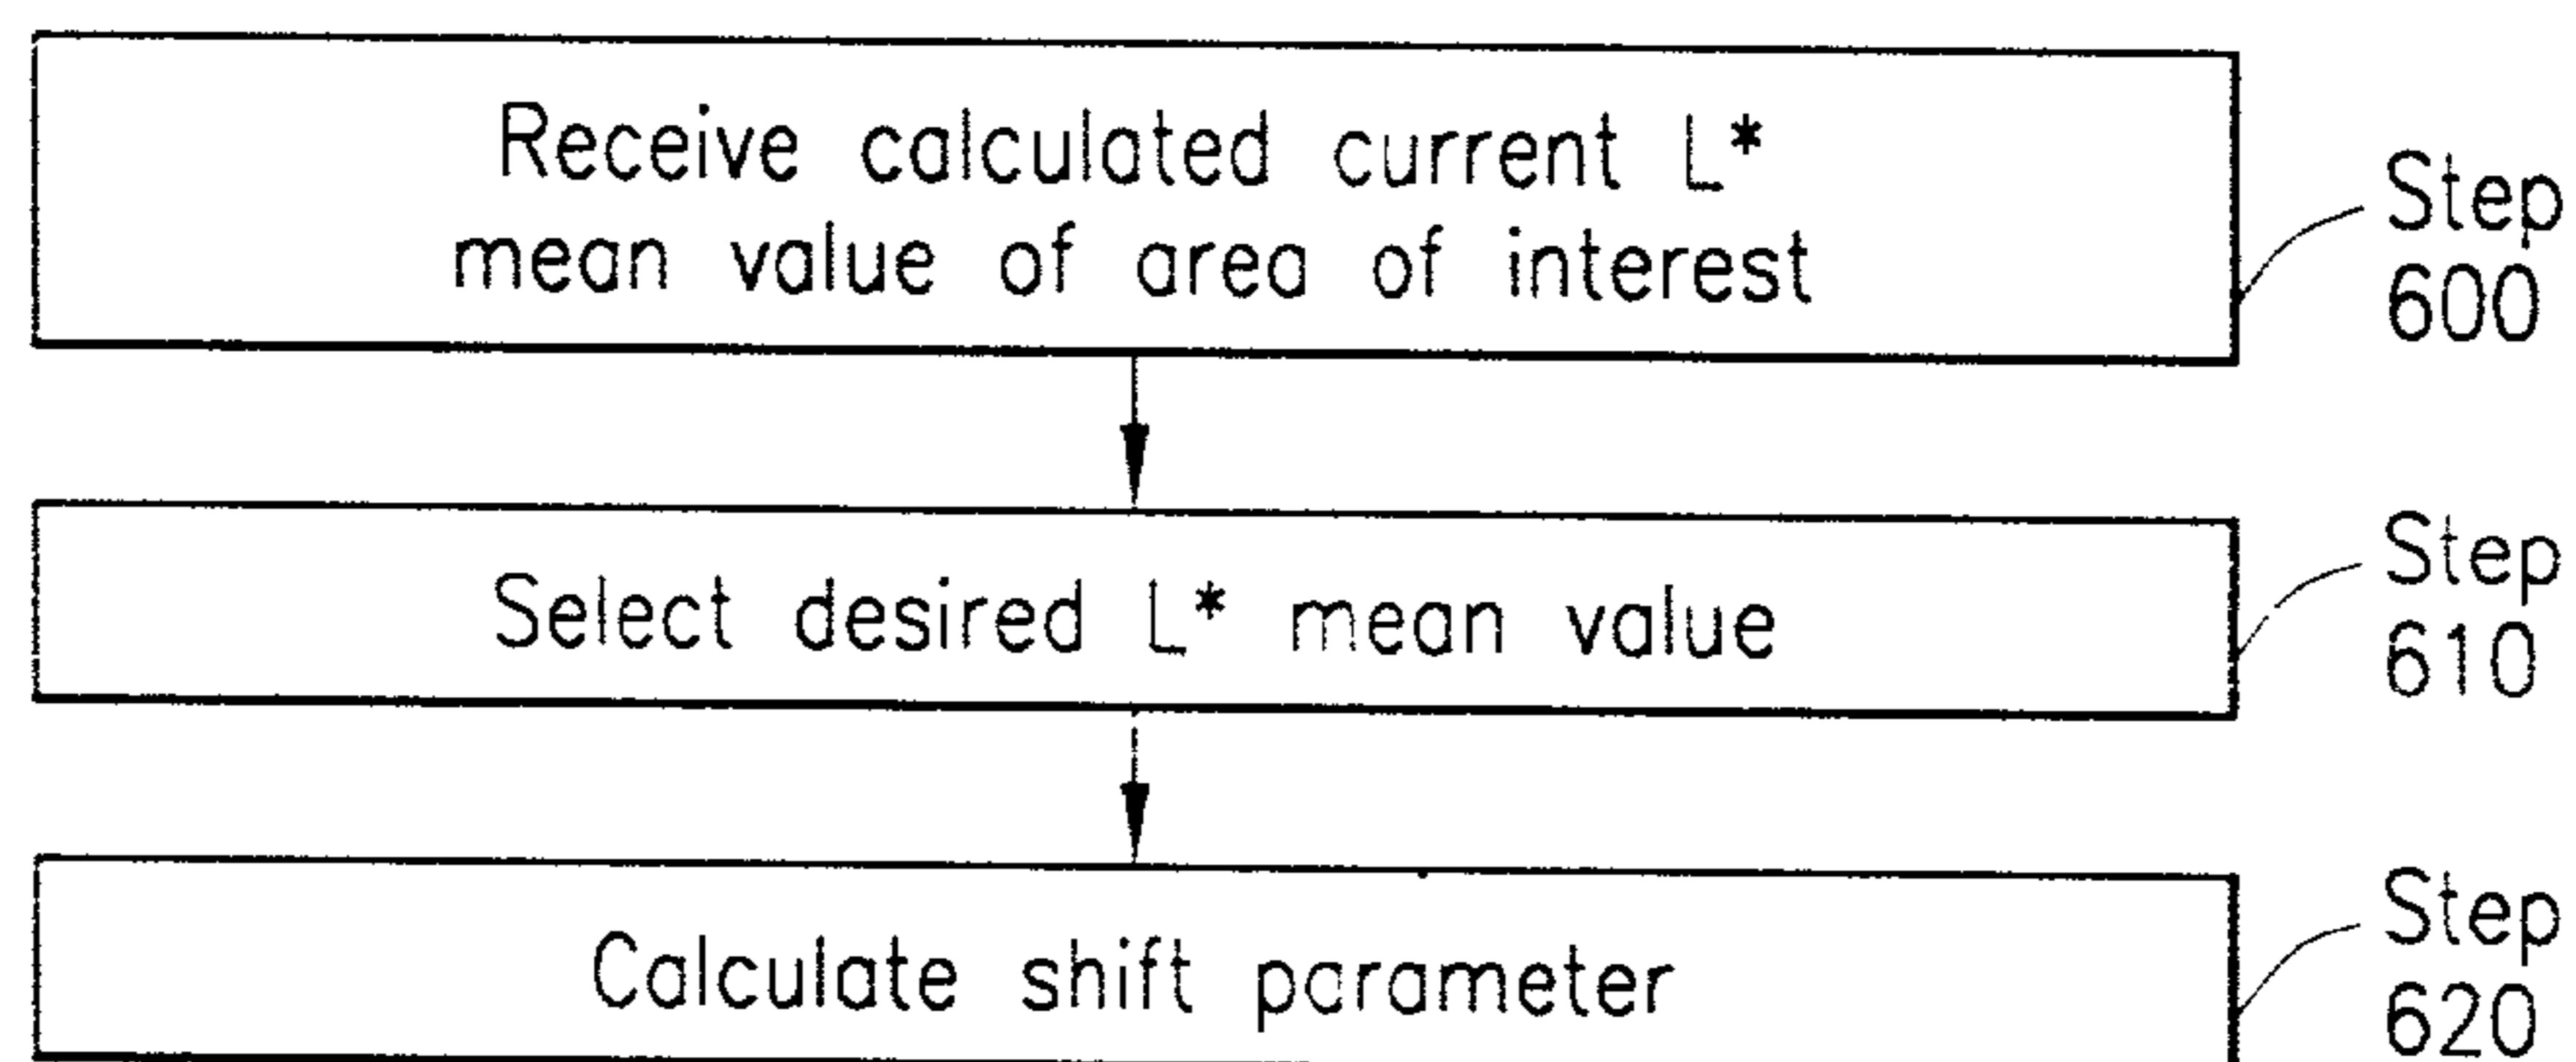 Receive calculated current L*
mean value of area of interest
Step
600
Select desired L* mean value
Step
610
Calculate shift parameter
Step
620